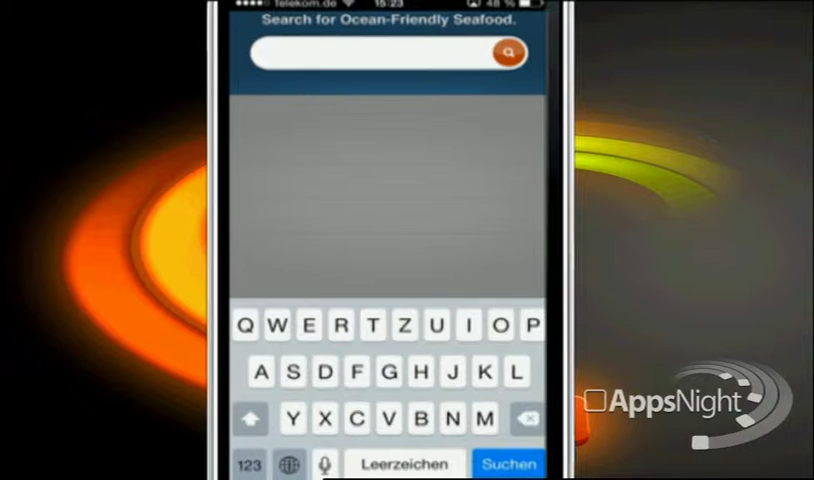 Telekom.de 15:23 48 %
Search for Ocean-Friendly Seafood.
Q W E R T Z U I O P
A S D F G H J K L
Y X C V B N M
123 Leerzeichen Suchen
AppsNight